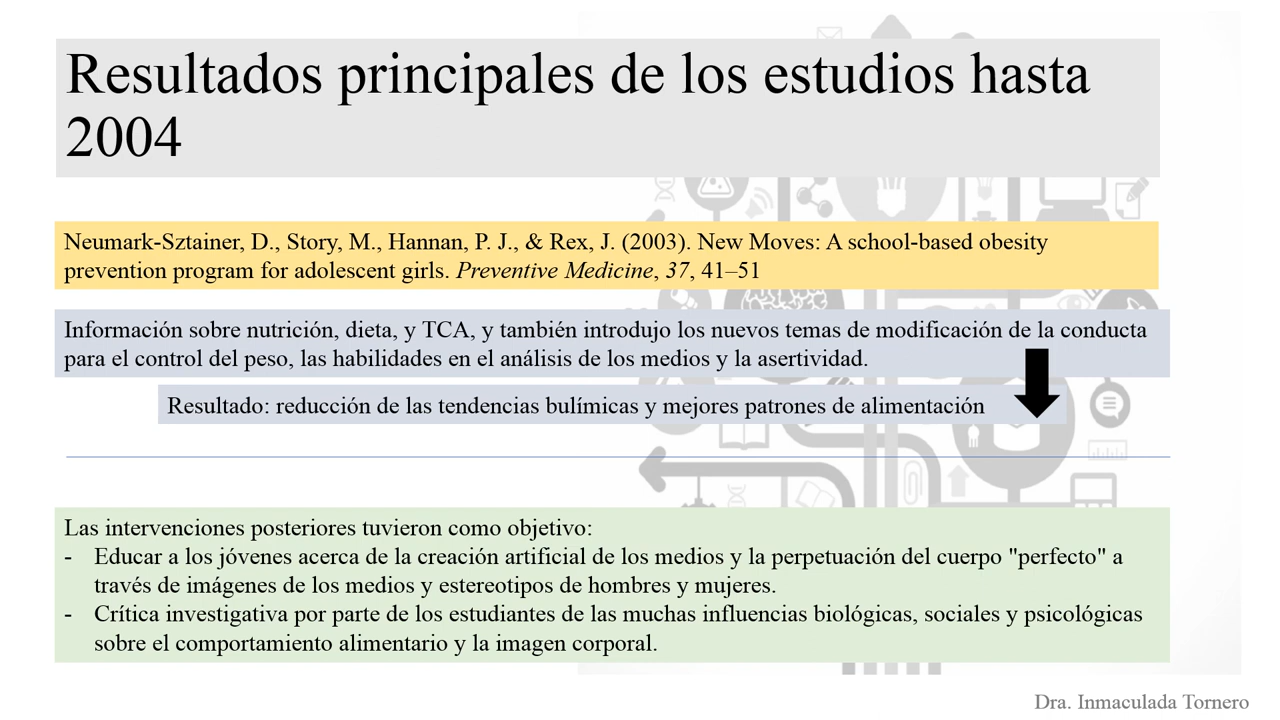 Resultados principales de los estudios hasta
2004
Neumark-Sztainer, D., Story, M., Hannan, P. J., & Rex, J. (2003). New Moves: A school-based obesity
prevention program for adolescent girls. Preventive Medicine, 37, 41–51
Información sobre nutrición, dieta, y TCA, y también introdujo los nuevos temas de modificación de la conducta
para el control del peso, las habilidades en el análisis de los medios y la asertividad.
Resultado: reducción de las tendencias bulímicas y mejores patrones de alimentación
Las intervenciones posteriores tuvieron como objetivo:
- Educar a los jóvenes acerca de la creación artificial de los medios y la perpetuación del cuerpo "perfecto" a
través de imágenes de los medios y estereotipos de hombres y mujeres.
- Crítica investigativa por parte de los estudiantes de las muchas influencias biológicas, sociales y psicológicas
sobre el comportamiento alimentario y la imagen corporal.
Dra. Inmaculada Tornero